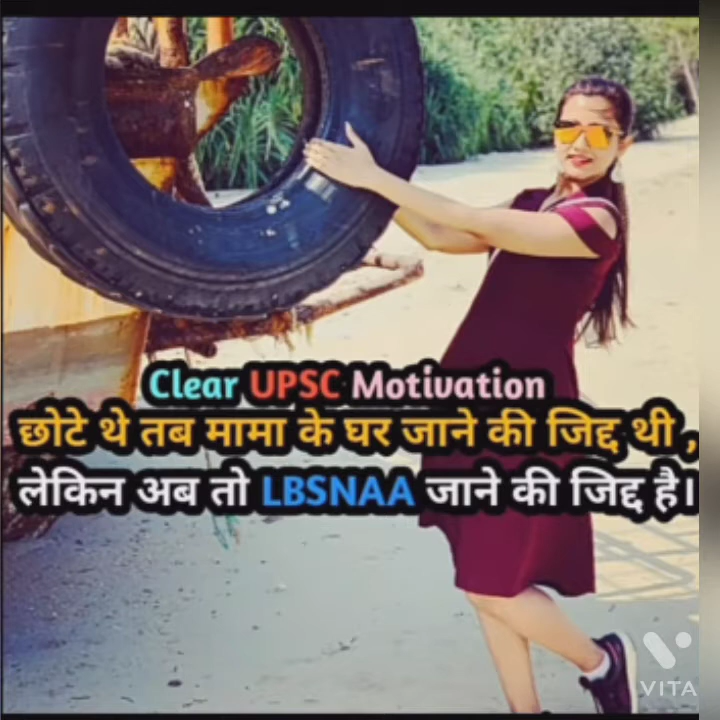 Clear UPSC Motivation
छोटे थे तब मामा के घर जाने की जिद्द थी ,
लेकिन अब तो LBSNAA जाने की जिद्द है।
VITA